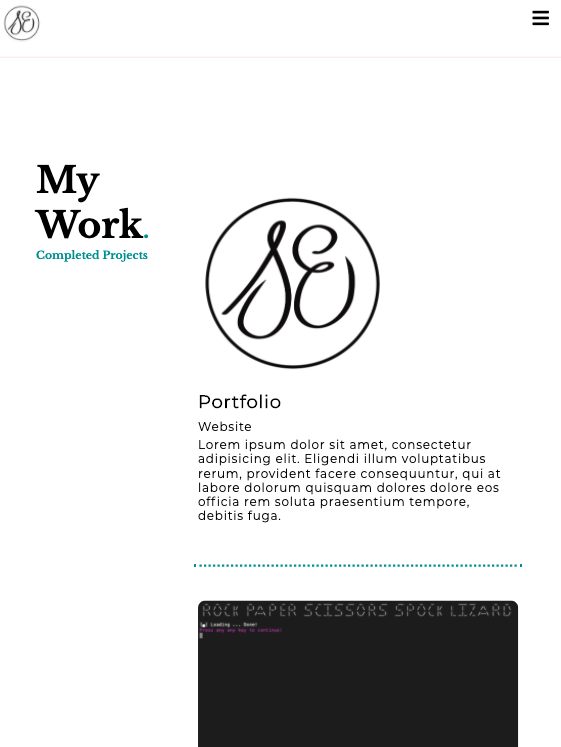 SE
My
Work.
Completed Projects
SE
Portfolio
Website
Lorem ipsum dolor sit amet, consectetur
adipisicing elit. Eligendi illum voluptatibus
rerum, provident facere consequuntur, qui at
labore dolorum quisquam dolores dolore eos
officia rem soluta praesentium tempore,
debitis fuga.
ROCK PAPER SCISSORS SPOCK LIZARD
Loading ... Done!
Press any any key to continue!